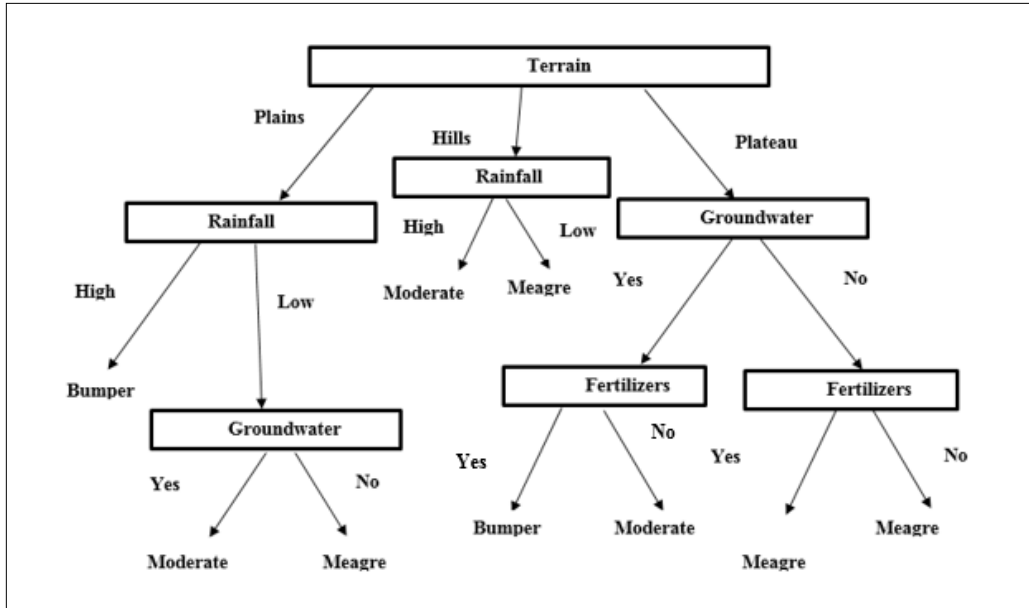 Terrain
Plains
Hills
Plateau
Rainfall
Rainfall
Groundwater
High
Low
High
Low
Yes
No
Moderate
Meagre
Bumper
Fertilizers
Fertilizers
Groundwater
Yes
No
Yes
No
Yes
No
Bumper
Moderate
Meagre
Meagre
Moderate
Meagre